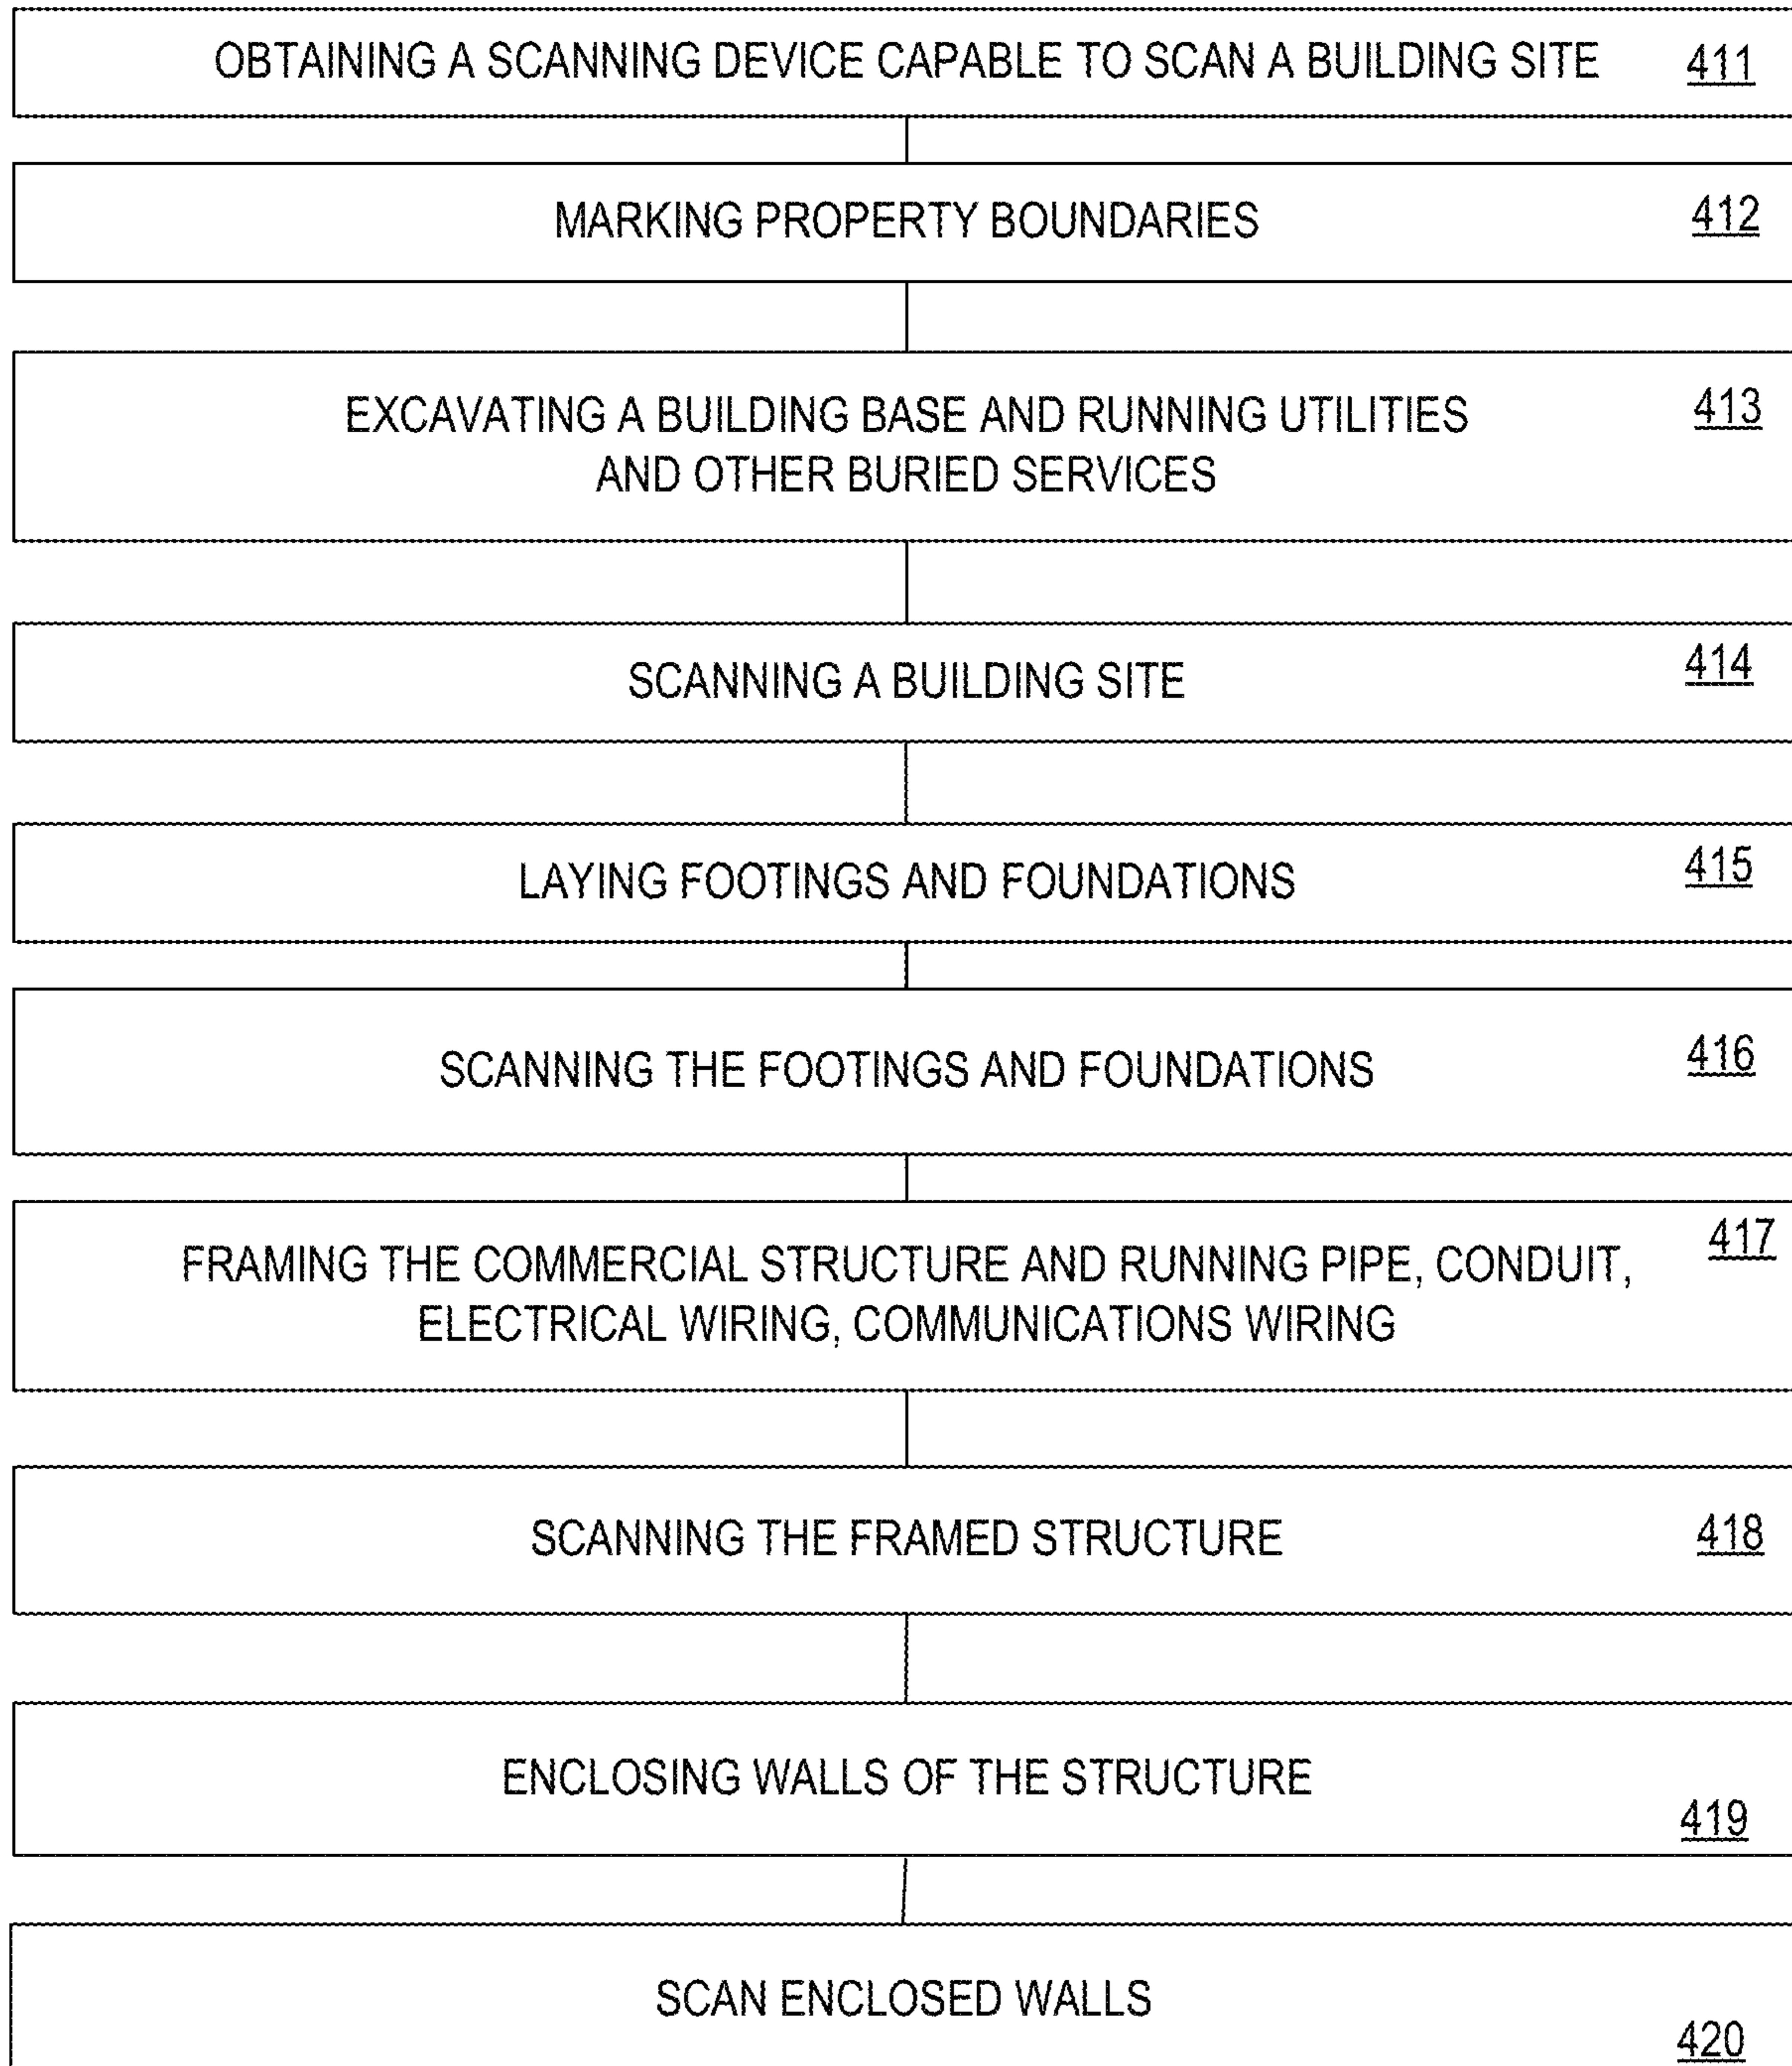 OBTAINING A SCANNING DEVICE CAPABLE TO SCAN A BUILDING SITE 411
MARKING PROPERTY BOUNDARIES 412
EXCAVATING A BUILDING BASE AND RUNNING UTILITIES 413
AND OTHER BURIED SERVICES
SCANNING A BUILDING SITE 414
LAYING FOOTINGS AND FOUNDATIONS 415
SCANNING THE FOOTINGS AND FOUNDATIONS 416
FRAMING THE COMMERCIAL STRUCTURE AND RUNNING PIPE, CONDUIT, 417
ELECTRICAL WIRING, COMMUNICATIONS WIRING
SCANNING THE FRAMED STRUCTURE 418
ENCLOSING WALLS OF THE STRUCTURE
419
SCAN ENCLOSED WALLS
420